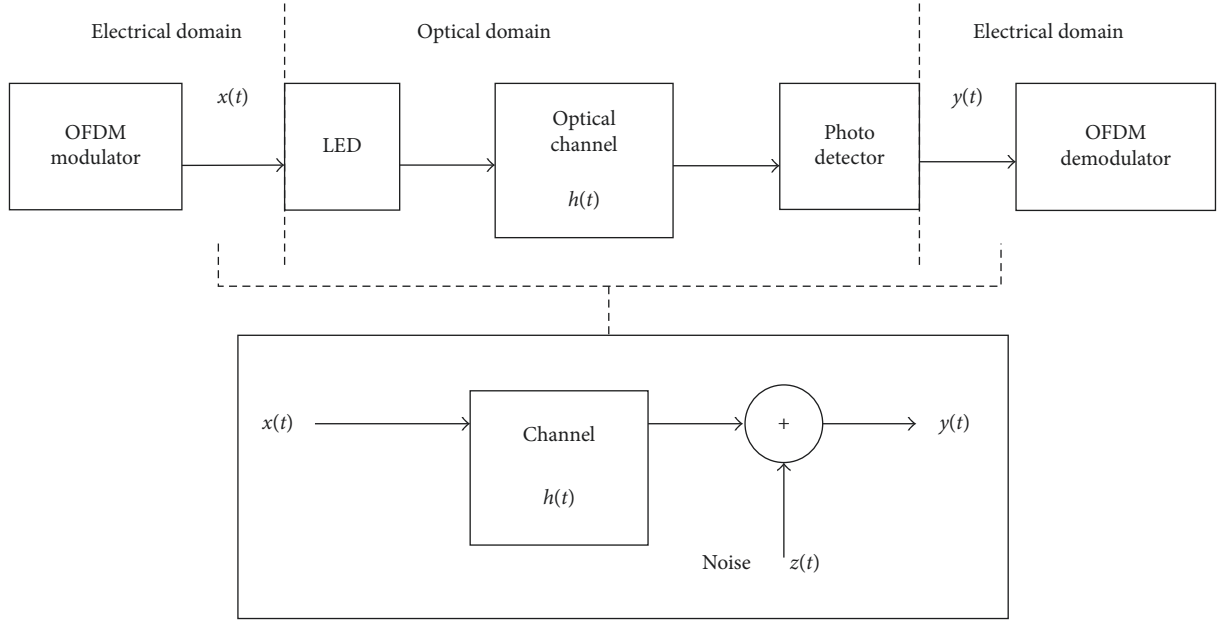 Electrical domain
Optical domain
Electrical domain
x(t)
y(t)
OFDM
modulator
LED
Optical
channel
h(t)
Photo
detector
OFDM
demodulator
x(t)
Channel
h(t)
+
y(t)
Noise z(t)